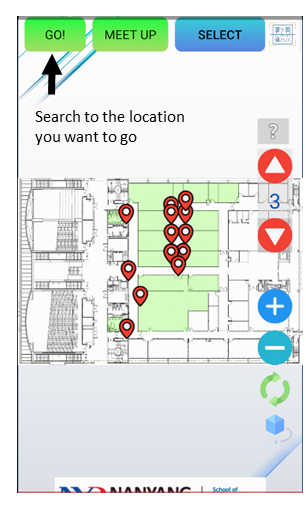 GO!
MEET UP
SELECT
Search to the location
you want to go
?
3
NANYANG
School of